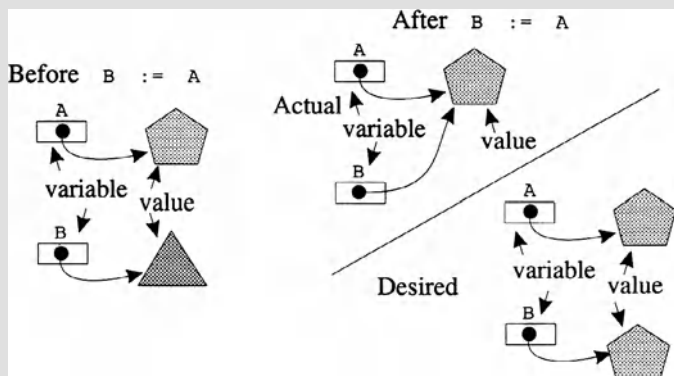 Before B := A
A
variable
value
B
After B := A
A
Actual
variable
value
B
A
variable
value
Desired
B